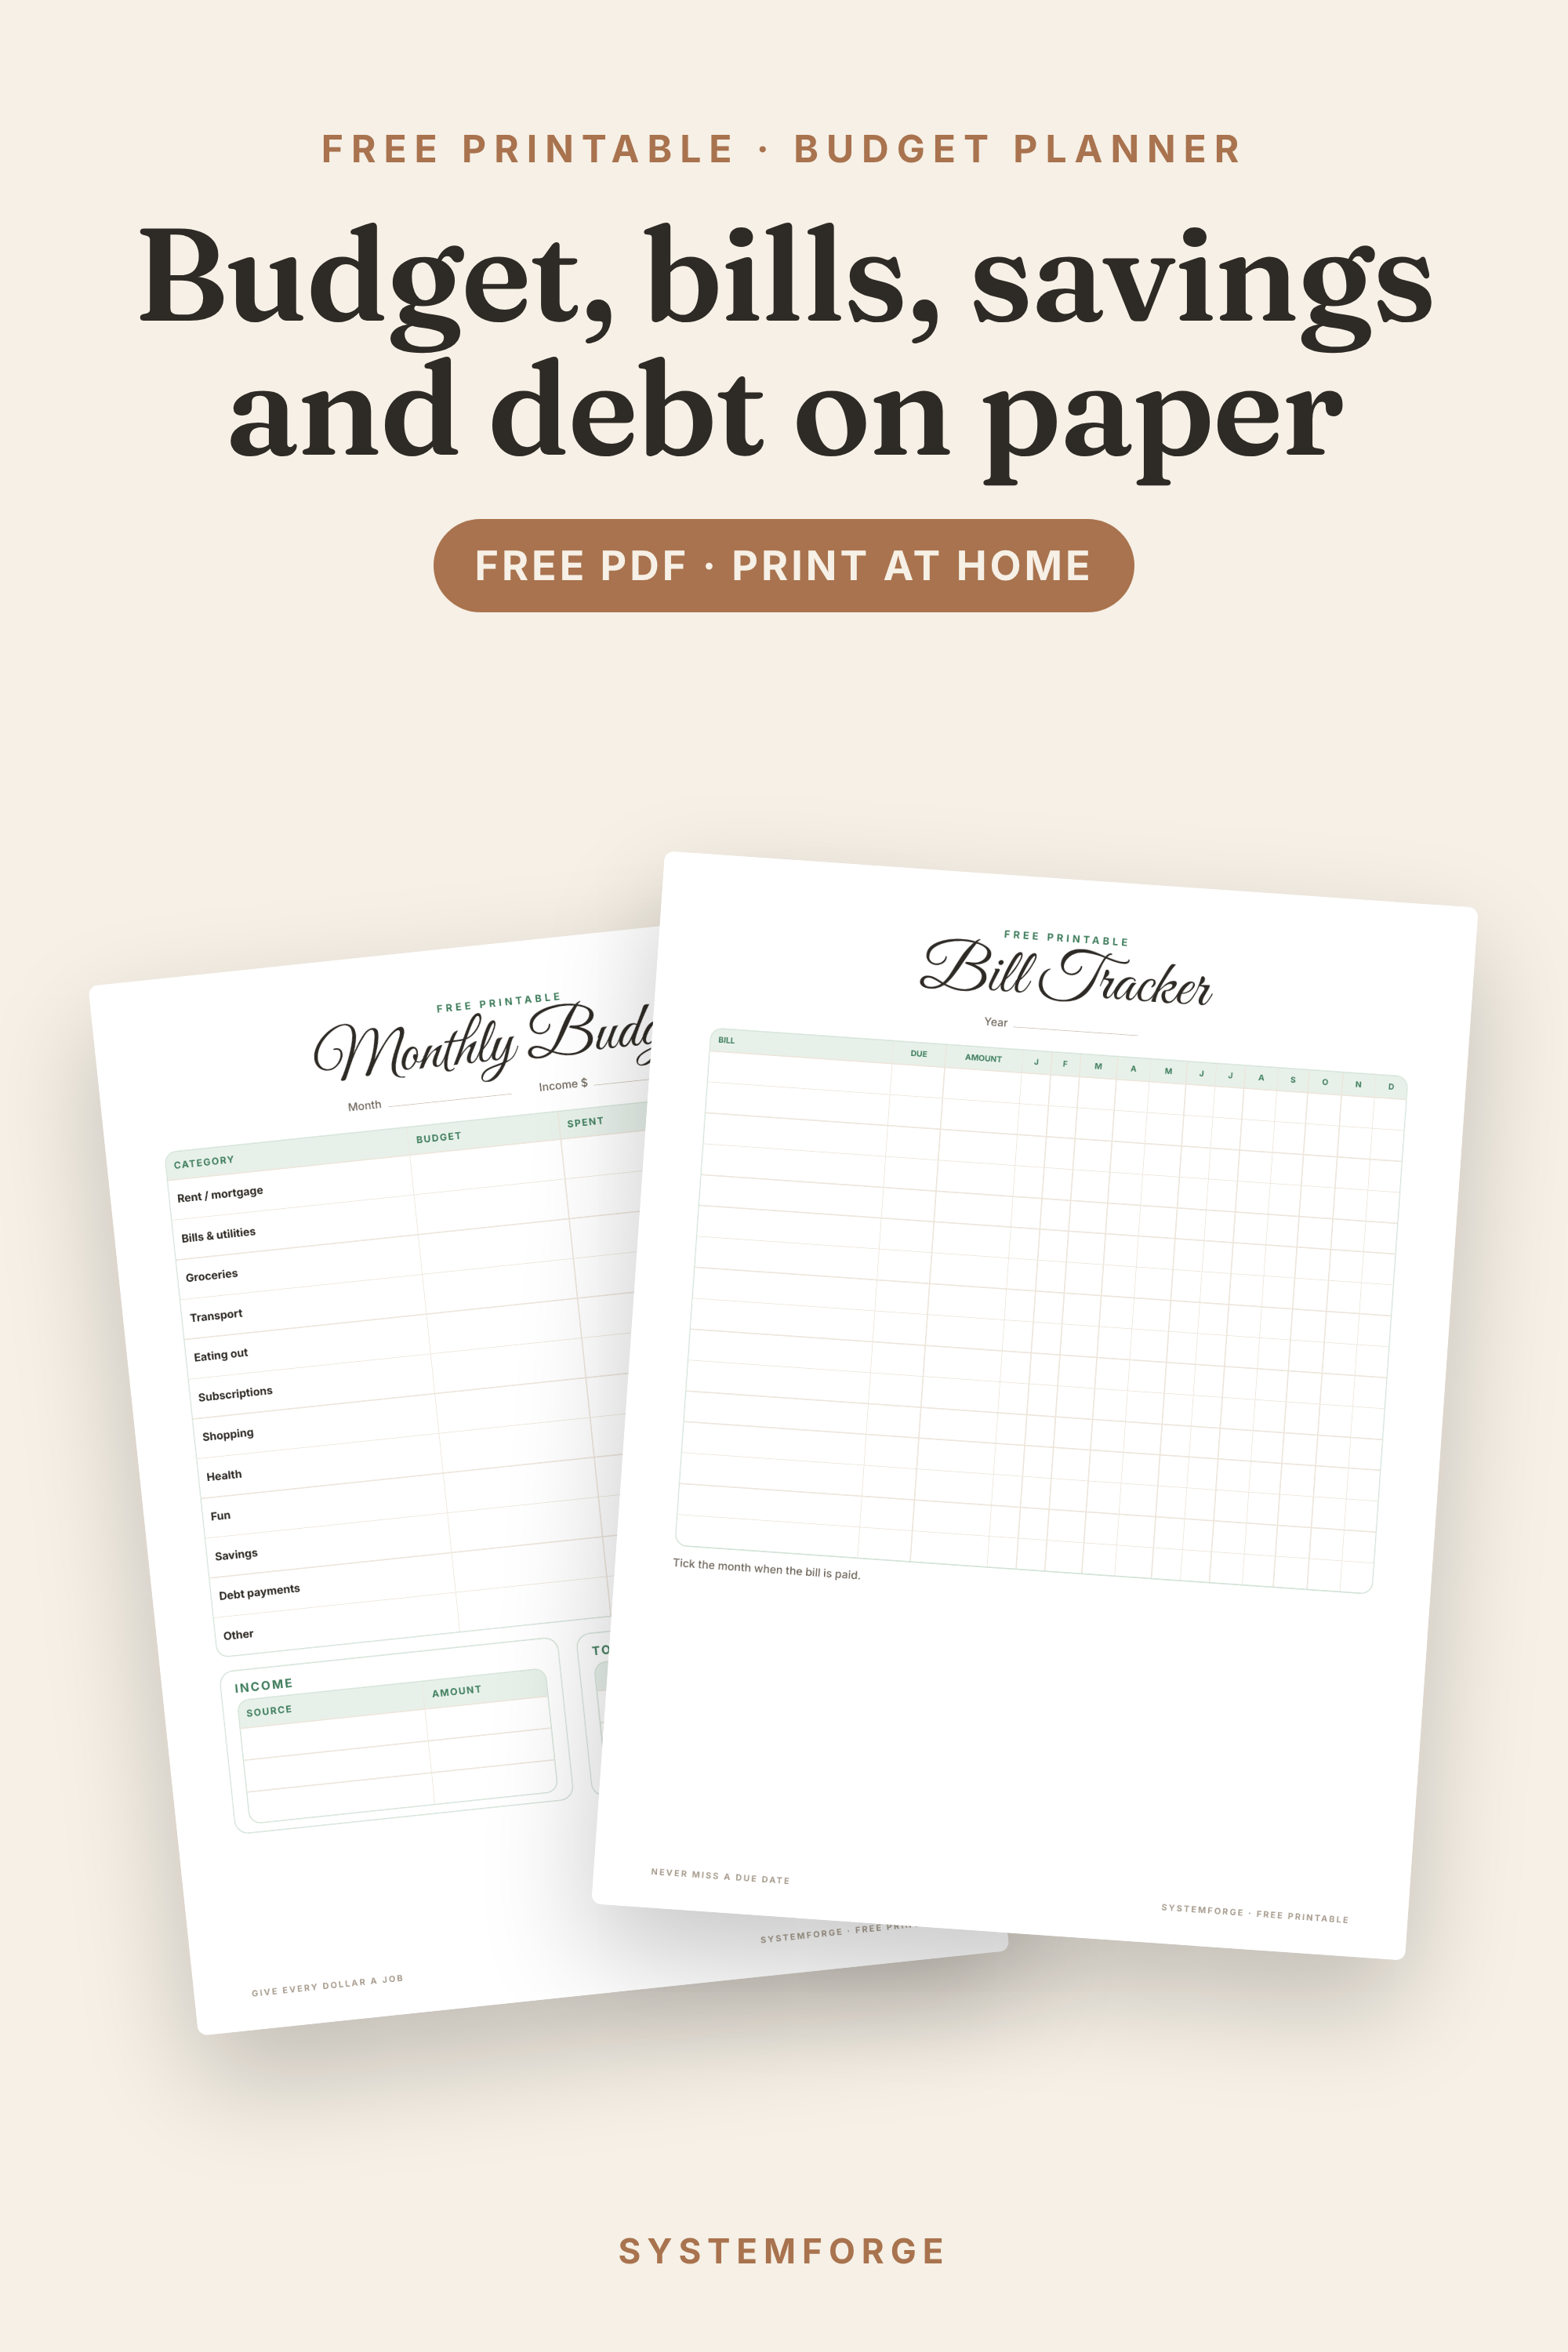 FREE PRINTABLE · BUDGET PLANNER
Budget, bills, savings
and debt on paper
FREE PDF · PRINT AT HOME
FREE PRINTABLE
Monthly
Month
Income $
CATEGORY
BUDGET
SPENT
Rent / mortgage
Bills & utilities
Groceries
Transport
Eating out
Subscriptions
Shopping
Health
Fun
Savings
Debt payments
Other
INCOME
SOURCE
AMOUNT
GIVE EVERY DOLLAR A JOB
SYSTEMFORGE · FREE
FREE PRINTABLE
Bill Tracker
Year
BILL DUE AMOUNT J F M A M J J A S O N D
Tick the month when the bill is paid.
NEVER MISS A DUE DATE
SYSTEMFORGE · FREE PRINTABLE
SYSTEMFORGE